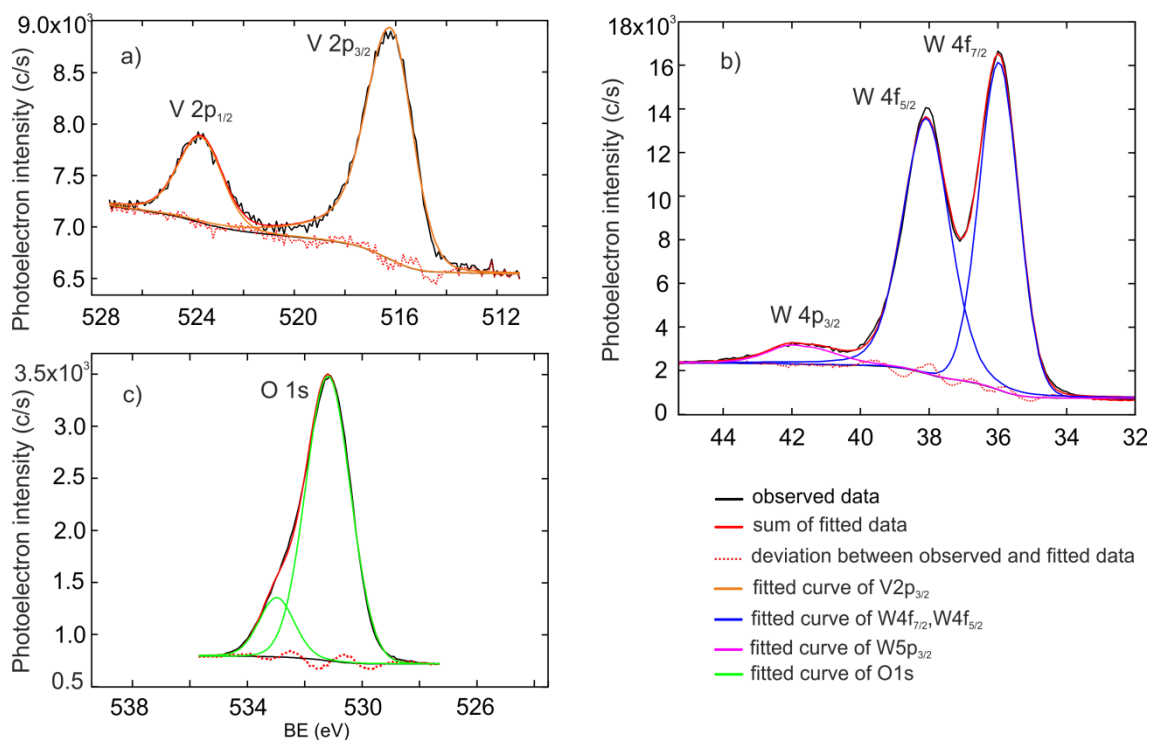 9.0x10³
a)
V 2p3/2
8.5
V 2p1/2
8.0
7.5
7.0
6.5
Photoelectron intensity (c/s)
528 524 520 516 512
18x10³
b)
W 4f7/2
16
W 4f5/2
14
12
10
8
6
W 4p3/2
4
2
0
Photoelectron intensity (c/s)
44 42 40 38 36 34 32
3.5x10³
c)
O 1s
3.0
2.5
2.0
1.5
1.0
0.5
Photoelectron intensity (c/s)
538 534 530 526
BE (eV)
observed data
sum of fitted data
deviation between observed and fitted data
fitted curve of V2p3/2
fitted curve of W4f7/2,W4f5/2
fitted curve of W5p3/2
fitted curve of O1s